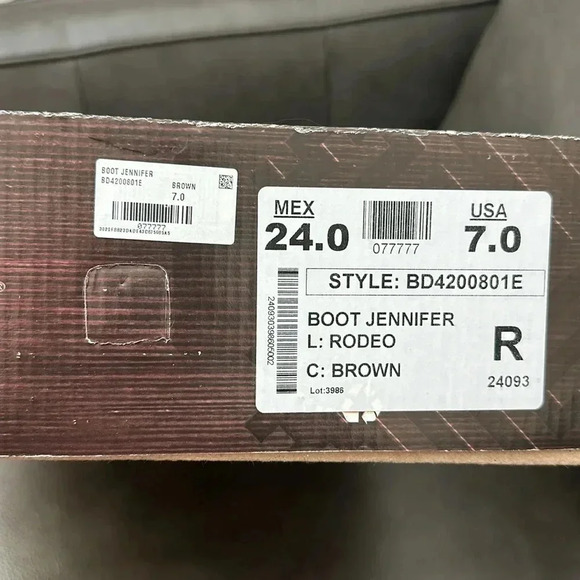 BOOT JENNIFER
BD4200801E
BROWN
7.0
077777
MEX
24.0
077777
USA
7.0
STYLE: BD4200801E
BOOT JENNIFER
L: RODEO
C: BROWN
Lot:3986
R
24093
240930398605002